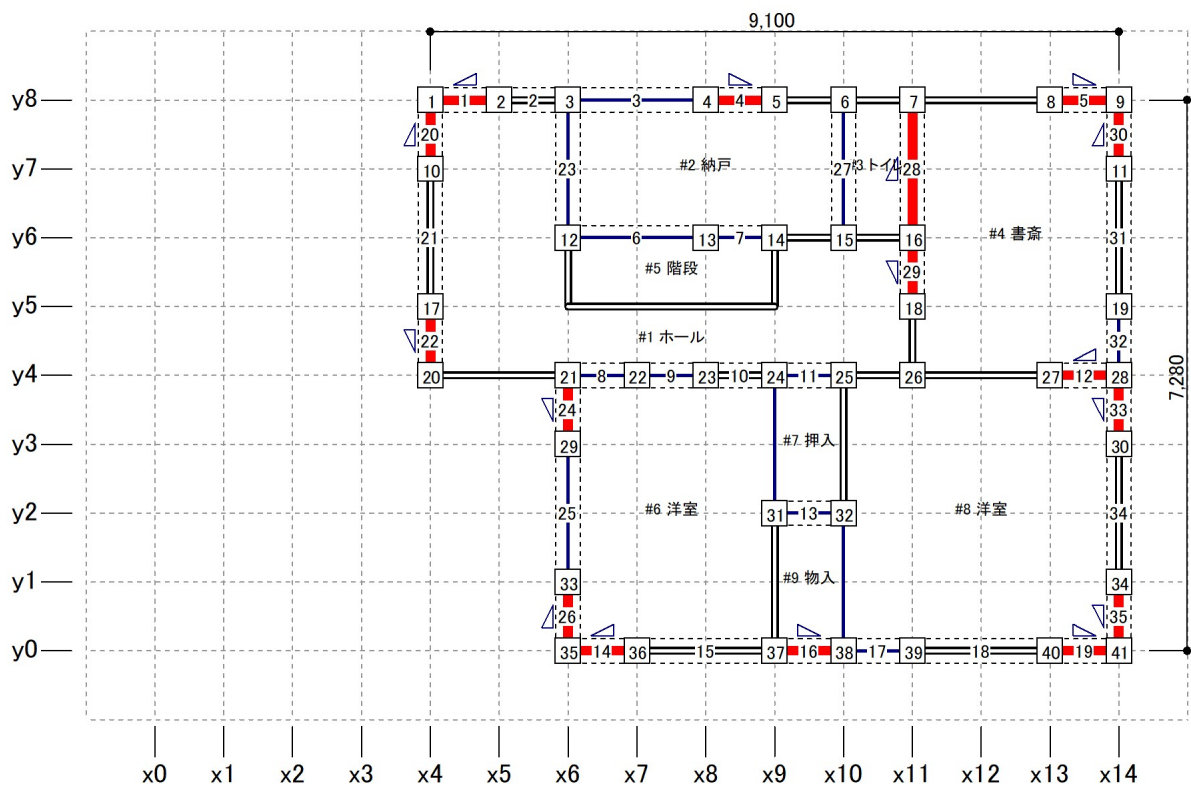 9,100
y8 1 1 2 2 3 3 4 4 5 6 7 8 5 9
20 30
y7 10 23 #2 納戸 27 #3 トイレ 28 11
y6 21 12 6 13 7 14 15 16 #4 書斎 31
#5 階段 29
y5 17 18 19
22 #1 ホール 32
y4 20 21 8 22 9 23 10 24 11 25 26 27 12 28
7,280
24 33
y3 29 #7 押入 30
y2 25 #6 洋室 31 13 32 #8 洋室 34
y1 33 #9 物入 34
26 35
y0 35 14 36 15 37 16 38 17 39 18 40 19 41
x0 x1 x2 x3 x4 x5 x6 x7 x8 x9 x10 x11 x12 x13 x14